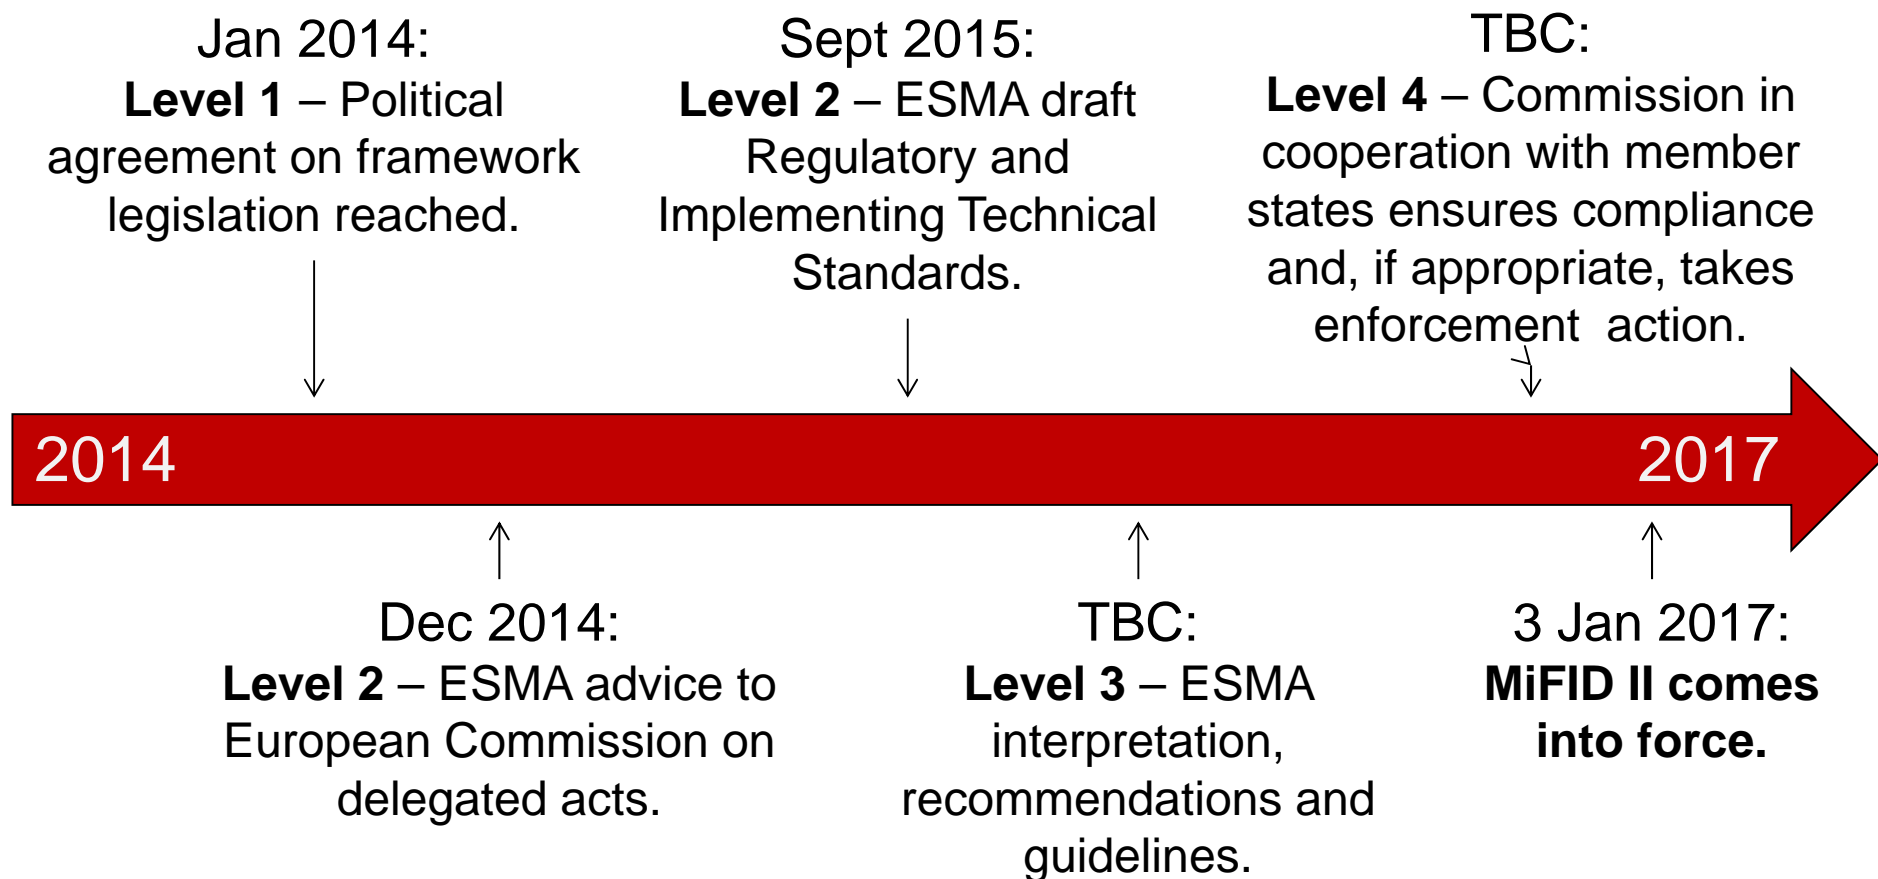 Jan 2014:
Level 1 – Political
agreement on framework
legislation reached.
Sept 2015:
Level 2 – ESMA draft
Regulatory and
Implementing Technical
Standards.
TBC:
Level 4 – Commission in
cooperation with member
states ensures compliance
and, if appropriate, takes
enforcement action.
2014
2017
Dec 2014:
Level 2 – ESMA advice to
European Commission on
delegated acts.
TBC:
Level 3 – ESMA
interpretation,
recommendations and
guidelines.
3 Jan 2017:
MiFID II comes
into force.